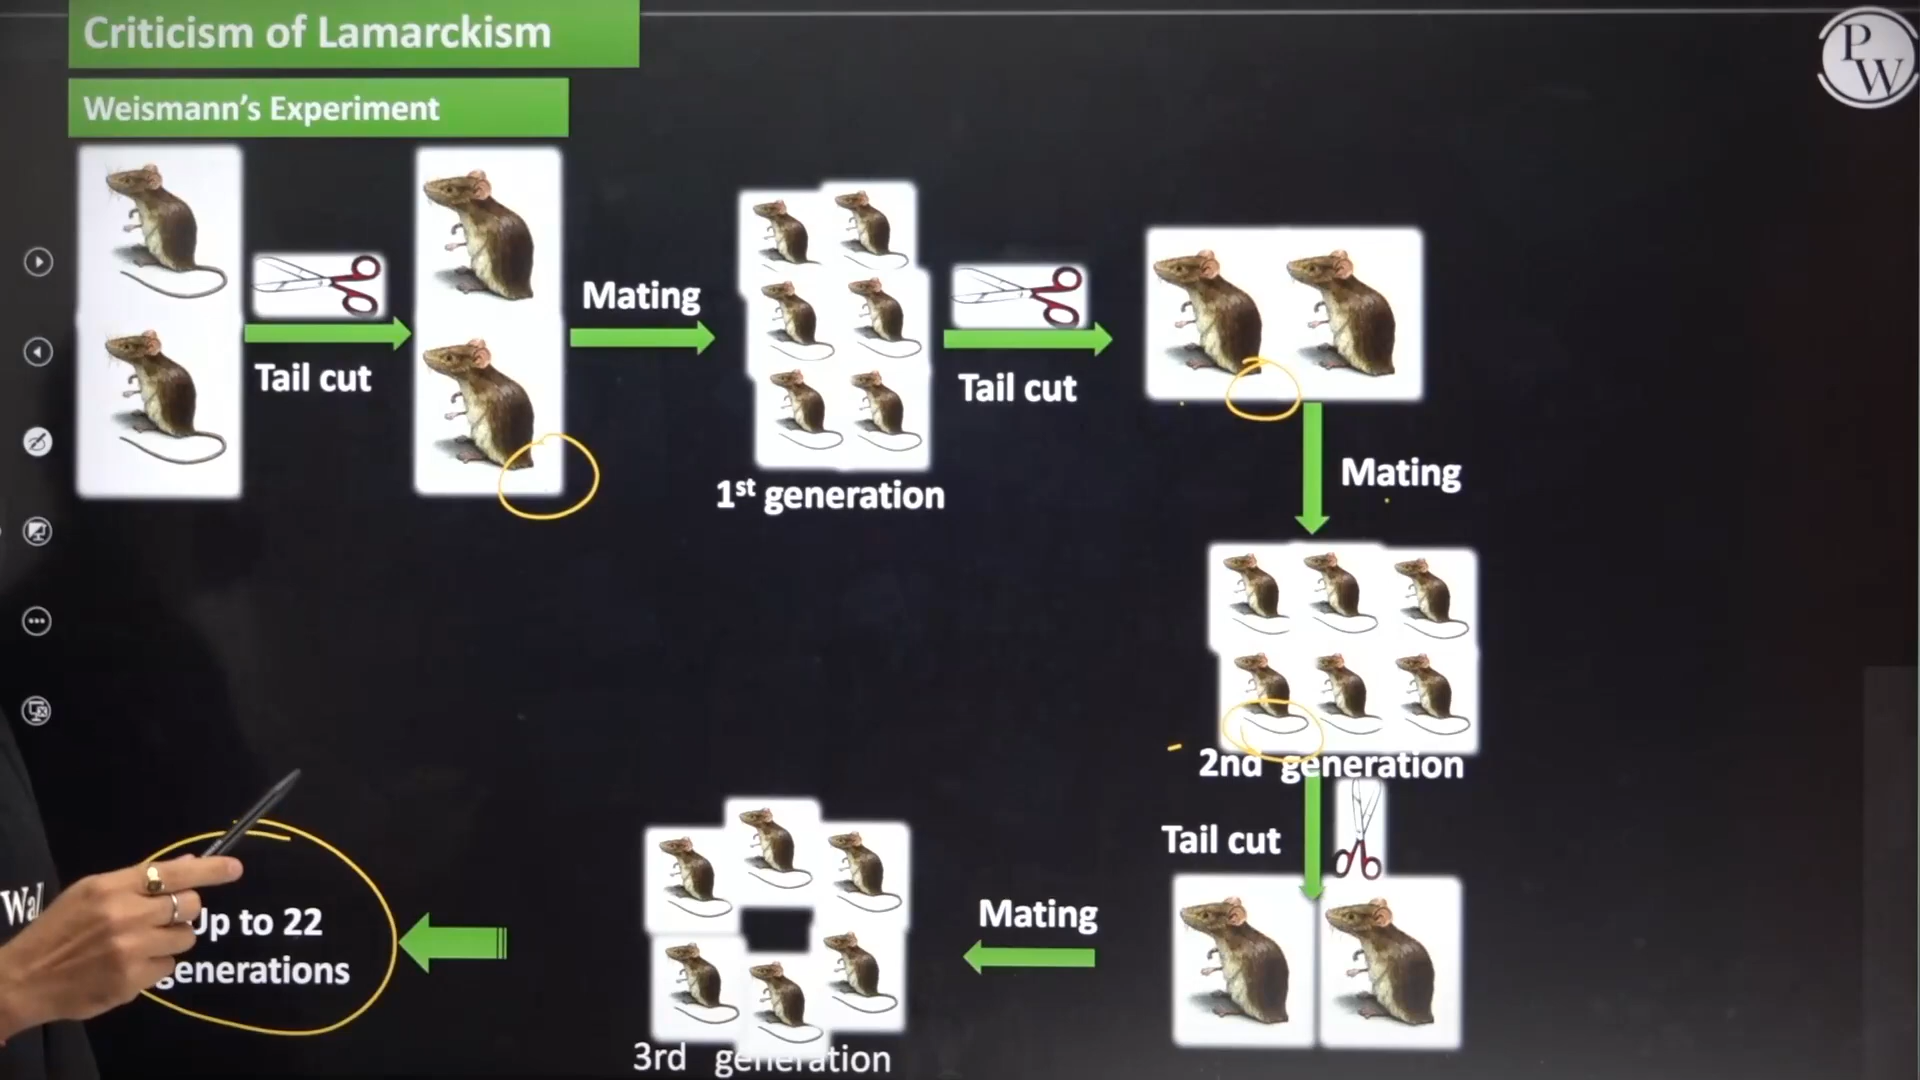 Criticism of Lamarckism
PW
Weismann's Experiment
Mating
Tail cut
Tail cut
1st generation
Mating
2nd generation
Tail cut
Mating
Up to 22
generations
3rd generation